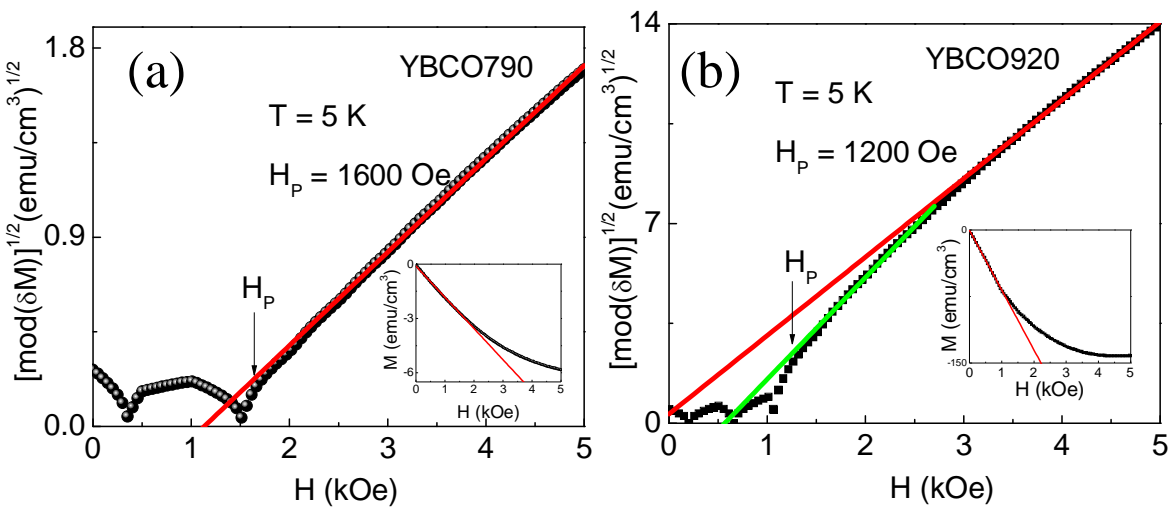 (a)
YBCO790
T = 5 K
H_P = 1600 Oe
H_P
[mod(δM)]^{1/2}(emu/cm^3)^{1/2}
1.8
0.9
0.0
0 1 2 3 4 5
H (kOe)
M (emu/cm^3)
0
-3
-6
0 1 2 3 4 5
H (kOe)
(b)
YBCO920
T = 5 K
H_P = 1200 Oe
H_P
[mod(δM)]^{1/2}(emu/cm^3)^{1/2}
14
7
0
0 1 2 3 4 5
H (kOe)
M (emu/cm^3)
0
-150
0 1 2 3 4 5
H (kOe)